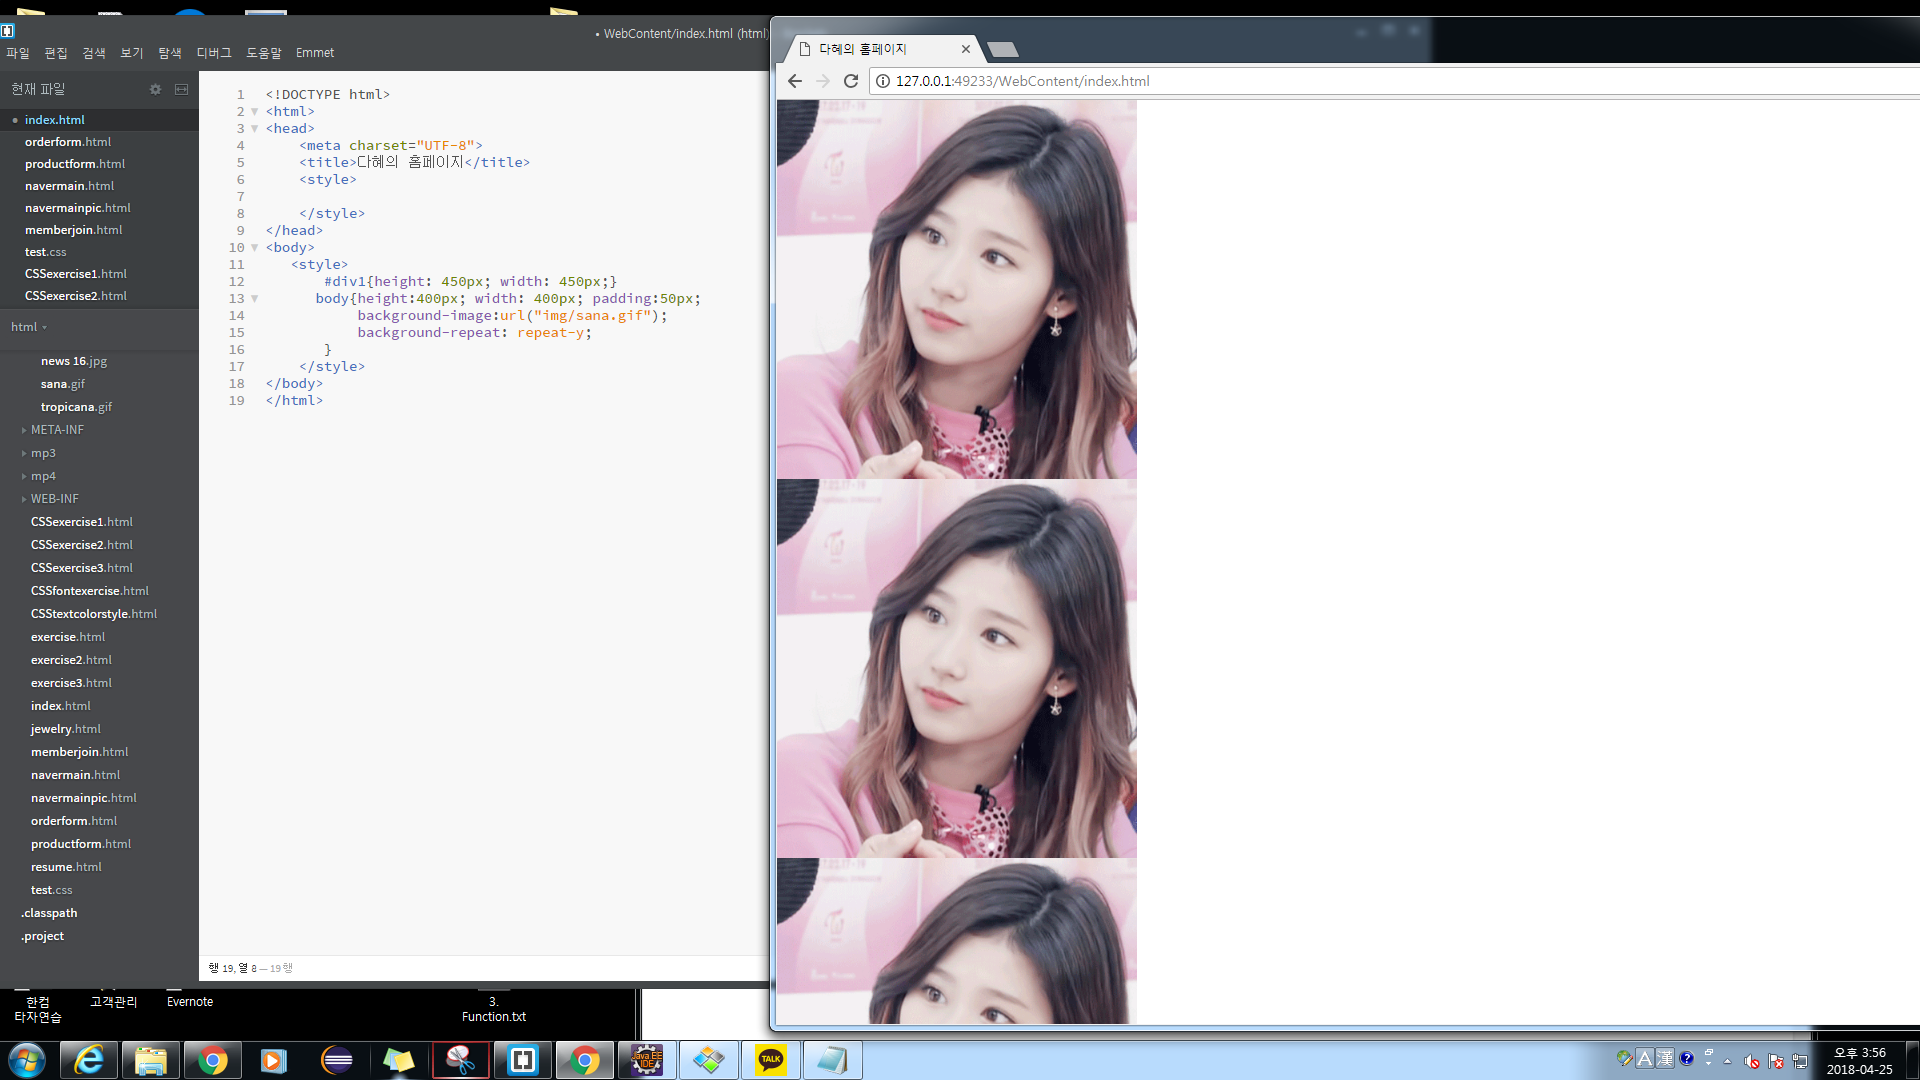 • WebContent/index.html (html)
파일 편집 검색 보기 탐색 디버그 도움말 Emmet
현재 파일
index.html
orderform.html
productform.html
navermain.html
navermainpic.html
memberjoin.html
test.css
CSSexercise1.html
CSSexercise2.html
html
news 16.jpg
sana.gif
tropicana.gif
META-INF
mp3
mp4
WEB-INF
CSSexercise1.html
CSSexercise2.html
CSSexercise3.html
CSSfontexercise.html
CSStextcolorstyle.html
exercise.html
exercise2.html
exercise3.html
index.html
jewelry.html
memberjoin.html
navermain.html
navermainpic.html
orderform.html
productform.html
resume.html
test.css
.classpath
.project
1 <!DOCTYPE html>
2 <html>
3 <head>
4 <meta charset="UTF-8">
5 <title>다혜의 홈페이지</title>
6 <style>
7
8 </style>
9 </head>
10 <body>
11 <style>
12 #div1{height: 450px; width: 450px;}
13 body{height:400px; width: 400px; padding:50px;
14 background-image:url("img/sana.gif");
15 background-repeat: repeat-y;
16 }
17 </style>
18 </body>
19 </html>
행 19, 열 8 — 19 행
다혜의 홈페이지
127.0.0.1:49233/WebContent/index.html
한컴
타자연습
고객관리
Evernote
3.
Function.txt
Java EE
IDE
TALK
A 漢
오후 3:56
2018-04-25